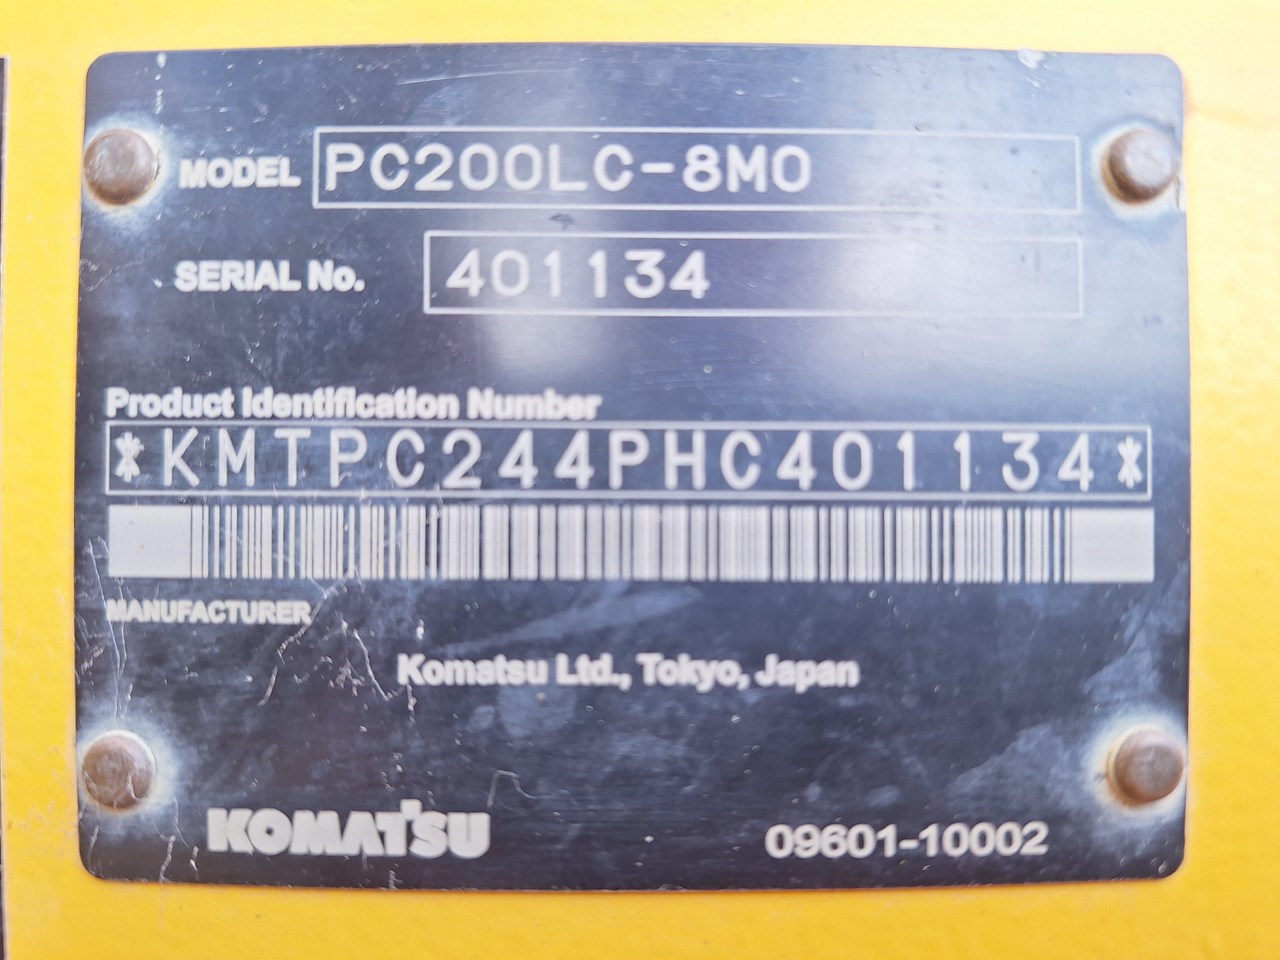 MODEL PC200LC-8M0
SERIAL No. 401134
Product Identification Number
*KMTPC244PHC401134*
MANUFACTURER
Komatsu Ltd., Tokyo, Japan
KOMATSU 09601-10002